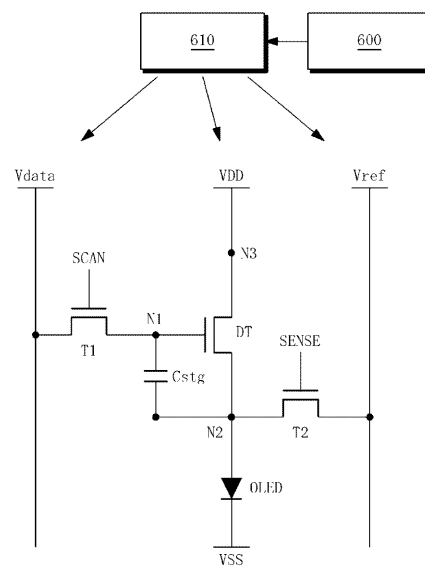 610
600
Vdata
VDD
Vref
SCAN
N3
N1
DT
SENSE
T1
Cstg
N2
T2
OLED
VSS